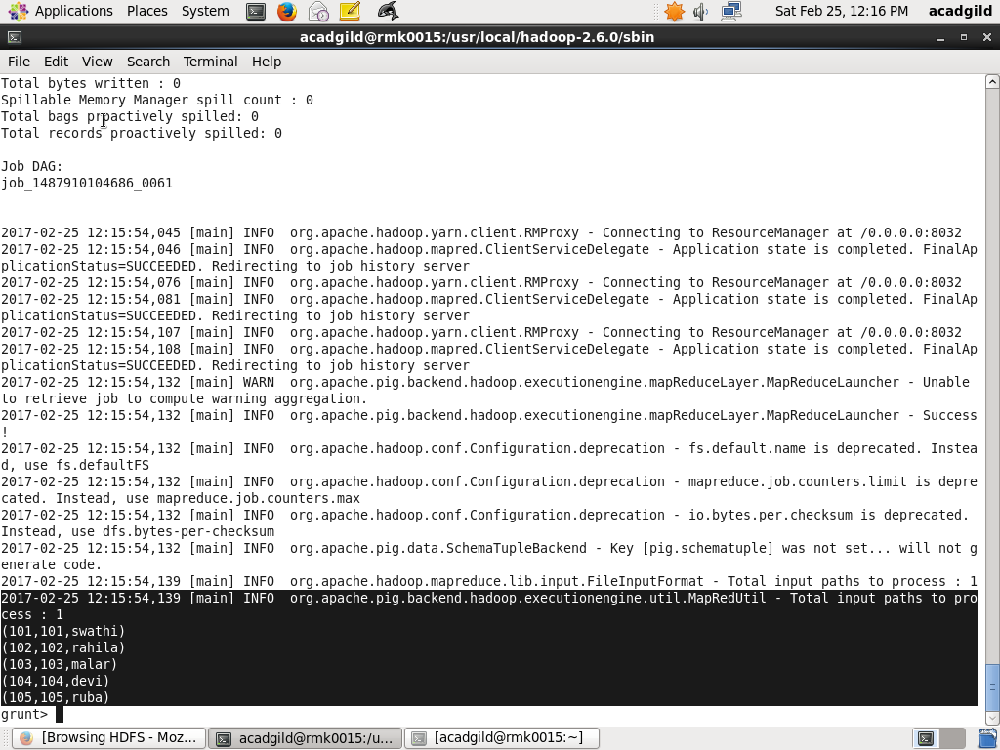 Applications Places System
Sat Feb 25, 12:16 PM acadgild
acadgild@rmk0015:/usr/local/hadoop-2.6.0/sbin
File Edit View Search Terminal Help
Total bytes written : 0
Spillable Memory Manager spill count : 0
Total bags proactively spilled: 0
Total records proactively spilled: 0
Job DAG:
job_1487910104686_0061
2017-02-25 12:15:54,045 [main] INFO  org.apache.hadoop.yarn.client.RMProxy - Connecting to ResourceManager at /0.0.0.0:8032
2017-02-25 12:15:54,046 [main] INFO  org.apache.hadoop.mapred.ClientServiceDelegate - Application state is completed. FinalAp
plicationStatus=SUCCEEDED. Redirecting to job history server
2017-02-25 12:15:54,076 [main] INFO  org.apache.hadoop.yarn.client.RMProxy - Connecting to ResourceManager at /0.0.0.0:8032
2017-02-25 12:15:54,081 [main] INFO  org.apache.hadoop.mapred.ClientServiceDelegate - Application state is completed. FinalAp
plicationStatus=SUCCEEDED. Redirecting to job history server
2017-02-25 12:15:54,107 [main] INFO  org.apache.hadoop.yarn.client.RMProxy - Connecting to ResourceManager at /0.0.0.0:8032
2017-02-25 12:15:54,108 [main] INFO  org.apache.hadoop.mapred.ClientServiceDelegate - Application state is completed. FinalAp
plicationStatus=SUCCEEDED. Redirecting to job history server
2017-02-25 12:15:54,132 [main] WARN  org.apache.pig.backend.hadoop.executionengine.mapReduceLayer.MapReduceLauncher - Unable
to retrieve job to compute warning aggregation.
2017-02-25 12:15:54,132 [main] INFO  org.apache.pig.backend.hadoop.executionengine.mapReduceLayer.MapReduceLauncher - Success
!
2017-02-25 12:15:54,132 [main] INFO  org.apache.hadoop.conf.Configuration.deprecation - fs.default.name is deprecated. Instea
d, use fs.defaultFS
2017-02-25 12:15:54,132 [main] INFO  org.apache.hadoop.conf.Configuration.deprecation - mapreduce.job.counters.limit is depre
cated. Instead, use mapreduce.job.counters.max
2017-02-25 12:15:54,132 [main] INFO  org.apache.hadoop.conf.Configuration.deprecation - io.bytes.per.checksum is deprecated.
Instead, use dfs.bytes-per-checksum
2017-02-25 12:15:54,132 [main] INFO  org.apache.pig.data.SchemaTupleBackend - Key [pig.schematuple] was not set... will not g
enerate code.
2017-02-25 12:15:54,139 [main] INFO  org.apache.hadoop.mapreduce.lib.input.FileInputFormat - Total input paths to process : 1
2017-02-25 12:15:54,139 [main] INFO  org.apache.pig.backend.hadoop.executionengine.util.MapRedUtil - Total input paths to pro
cess : 1
(101,101,swathi)
(102,102,rahila)
(103,103,malar)
(104,104,devi)
(105,105,ruba)
grunt>
[Browsing HDFS - Moz... acadgild@rmk0015:/u... [acadgild@rmk0015:~]